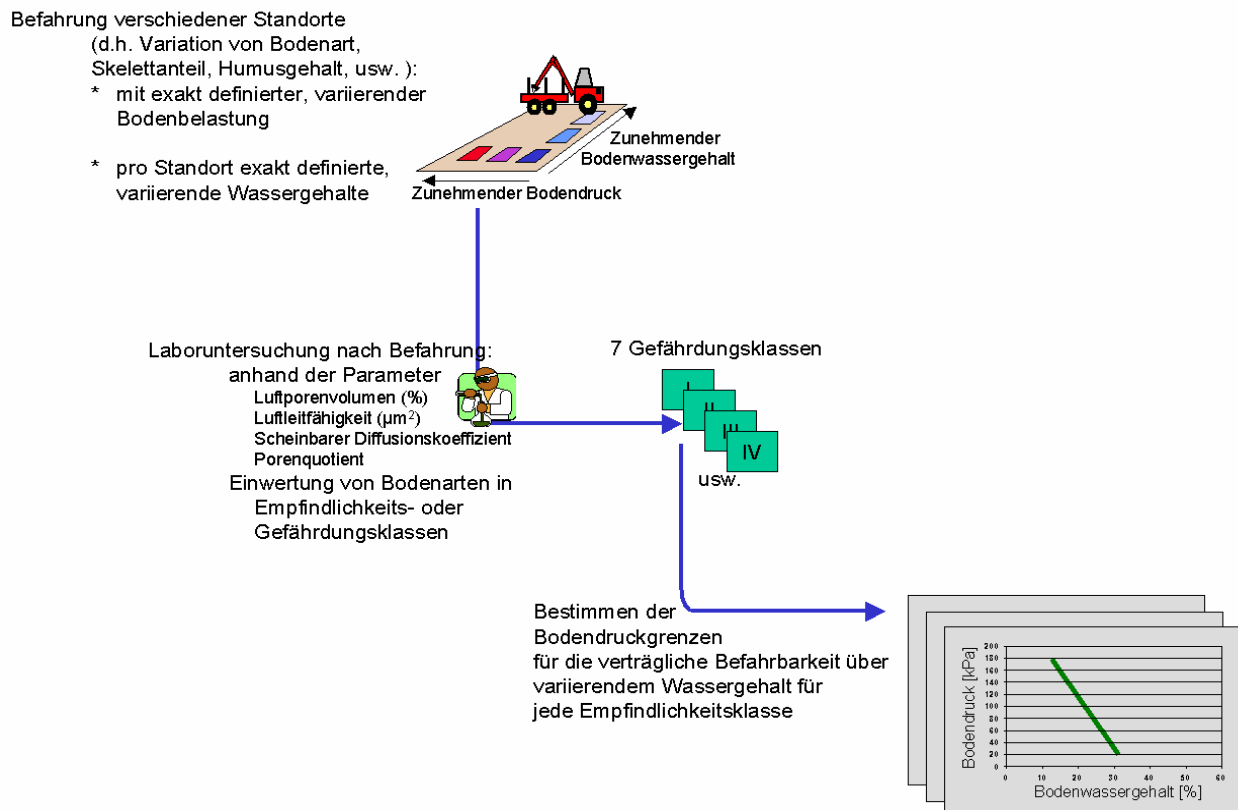 Befahrung verschiedener Standorte
(d.h. Variation von Bodenart,
Skelettanteil, Humusgehalt, usw. ):
* mit exakt definierter, variierender
Bodenbelastung
* pro Standort exakt definierte,
variierende Wassergehalte
Zunehmender
Bodenwassergehalt
Zunehmender Bodendruck
Laboruntersuchung nach Befahrung:
anhand der Parameter
Luftporenvolumen (%)
Luftleitfähigkeit (µm²)
Scheinbarer Diffusionskoeffizient
Porenquotient
Einwertung von Bodenarten in
Empfindlichkeits- oder
Gefährdungsklassen
7 Gefährdungsklassen
I
II
III
IV
usw.
Bestimmen der
Bodendruckgrenzen
für die verträgliche Befahrbarkeit über
variierendem Wassergehalt für
jede Empfindlichkeitsklasse
Bodendruck [kPa]
200
180
160
140
120
100
80
60
40
20
0
0 10 20 30 40 50 60
Bodenwassergehalt [%]